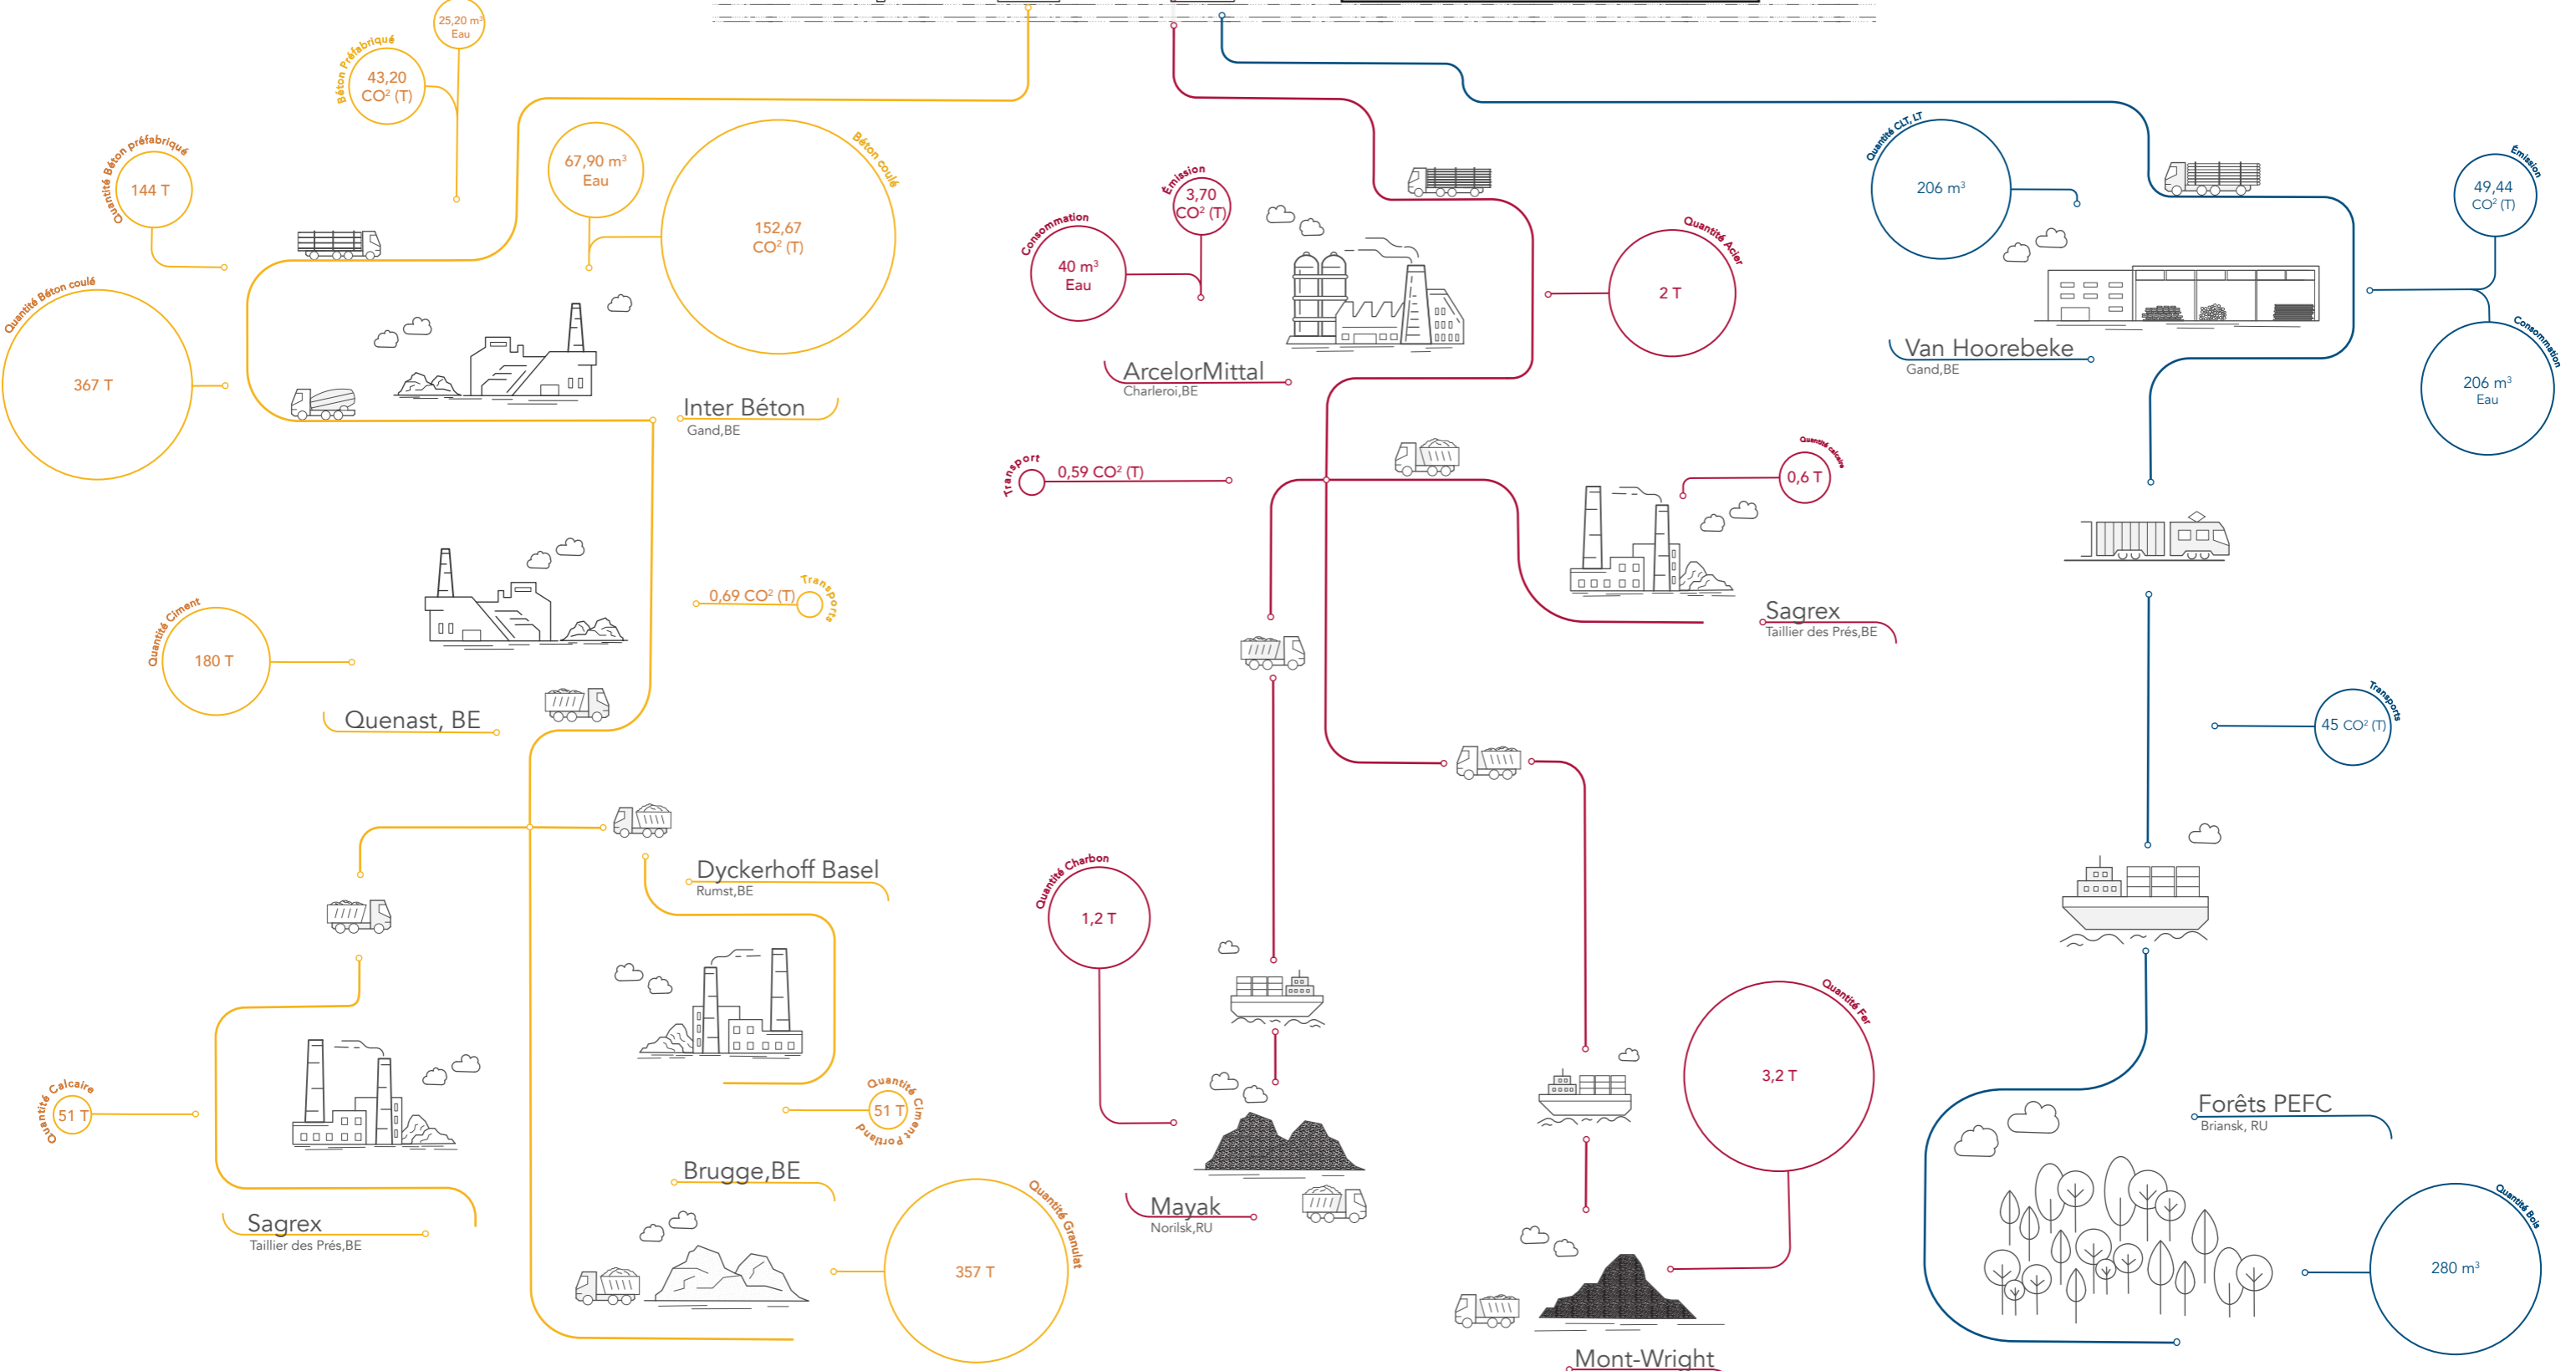 25,20 m³
Eau
Béton Préfabriqué
43,20
CO² (T)
Quantité Béton préfabriqué
144 T
67,90 m³
Eau
Béton coulé
152,67
CO² (T)
Quantité Béton coulé
367 T
Inter Béton
Gand,BE
Quantité Ciment
180 T
0,69 CO² (T)
Transports
Quenast, BE
Dyckerhoff Basel
Rumst,BE
Quantité Calcaire
51 T
Quantité Ciment Portland
51 T
Sagrex
Taillier des Prés,BE
Brugge,BE
Quantité Granulat
357 T
Émission
3,70
CO² (T)
Consommation
40 m³
Eau
Quantité Acier
2 T
ArcelorMittal
Charleroi,BE
Transport
0,59 CO² (T)
Quantité calcaire
0,6 T
Sagrex
Taillier des Prés,BE
Quantité Charbon
1,2 T
Mayak
Norilsk,RU
Quantité Fer
3,2 T
Mont-Wright
Quantité CLT, LT
206 m³
Émission
49,44
CO² (T)
Van Hoorebeke
Gand,BE
Consommation
206 m³
Eau
Transports
45 CO² (T)
Forêts PEFC
Briansk, RU
Quantité Bois
280 m³